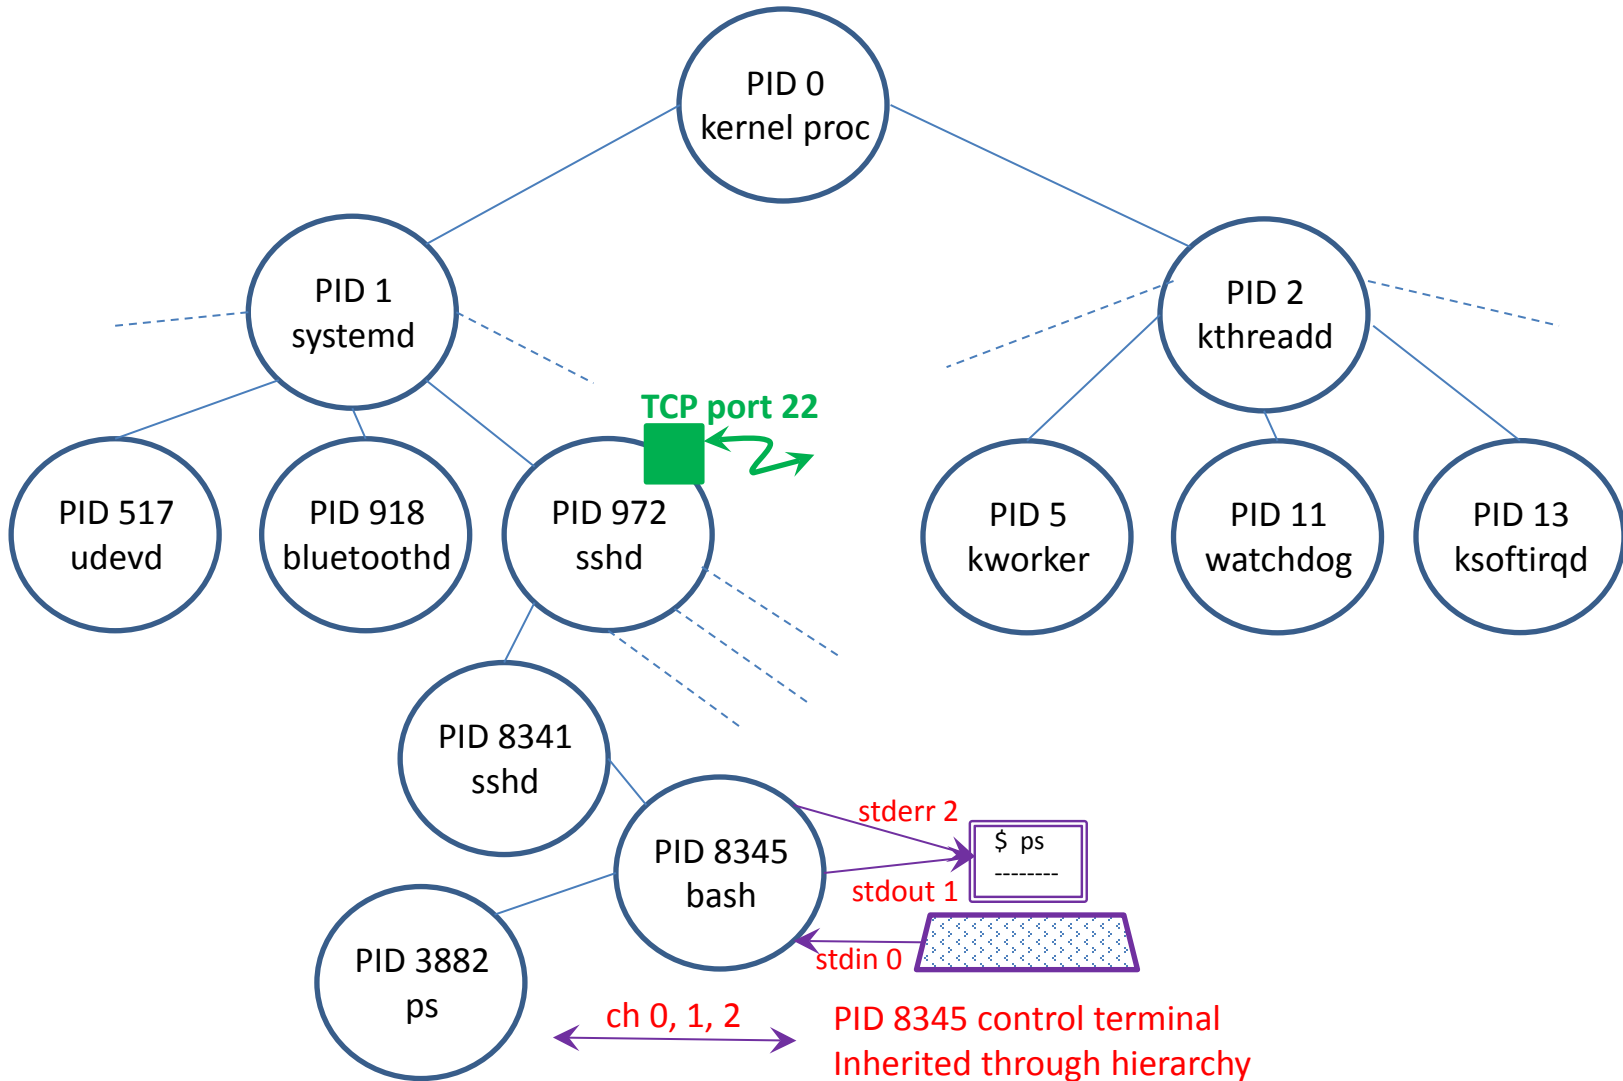 PID 0
kernel proc
PID 1
systemd
PID 2
kthreadd
TCP port 22
PID 517
udevd
PID 918
bluetoothd
PID 972
sshd
PID 5
kworker
PID 11
watchdog
PID 13
ksoftirqd
PID 8341
sshd
PID 8345
bash
stderr 2
$ ps
--------
stdout 1
stdin 0
PID 3882
ps
ch 0, 1, 2
PID 8345 control terminal
Inherited through hierarchy